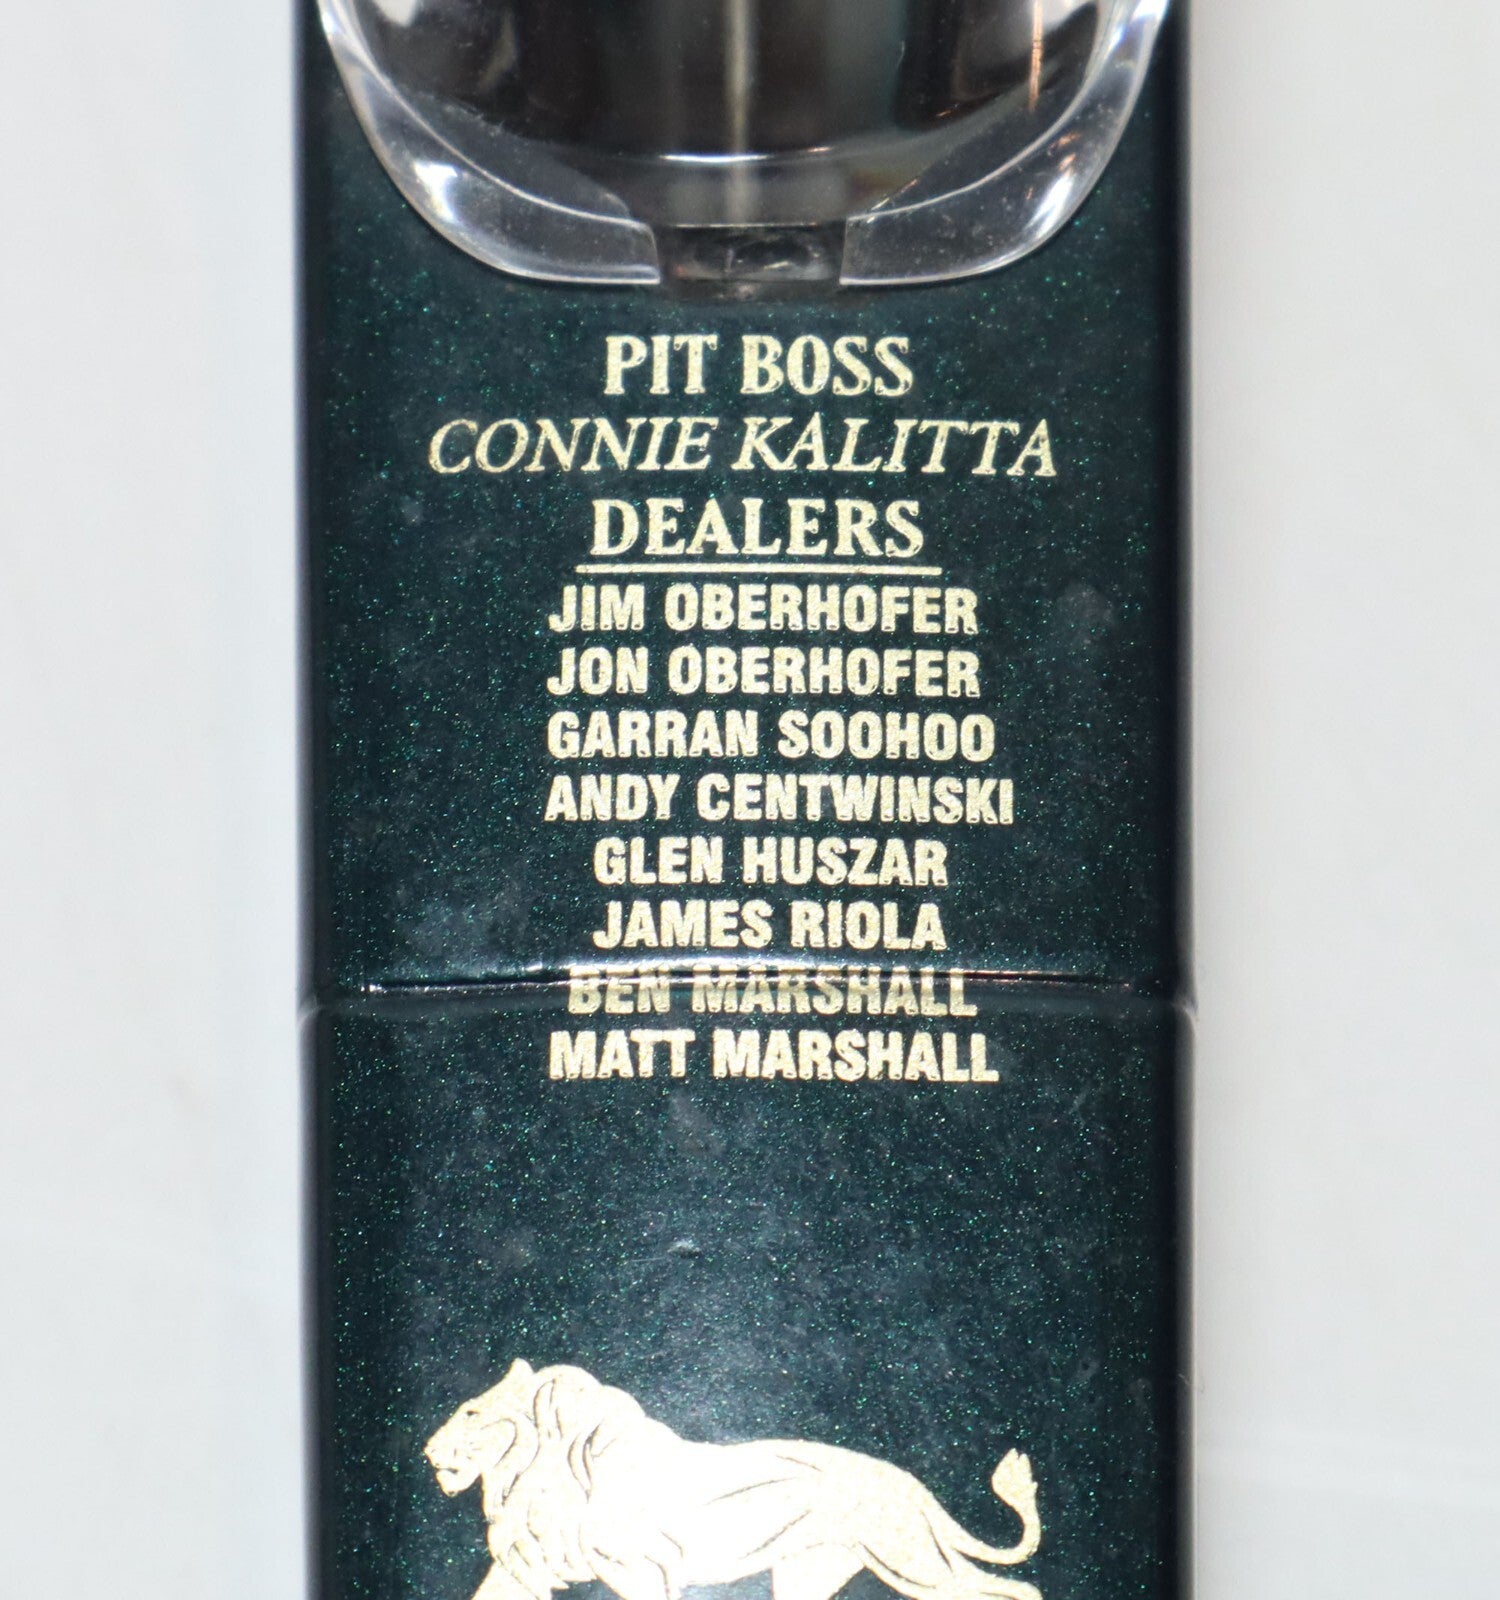 PIT BOSS
CONNIE KALITTA
DEALERS
JIM OBERHOFER
JON OBERHOFER
GARRAN SOOHOO
ANDY CENTWINSKI
GLEN HUSZAR
JAMES RIOLA
BEN MARSHALL
MATT MARSHALL